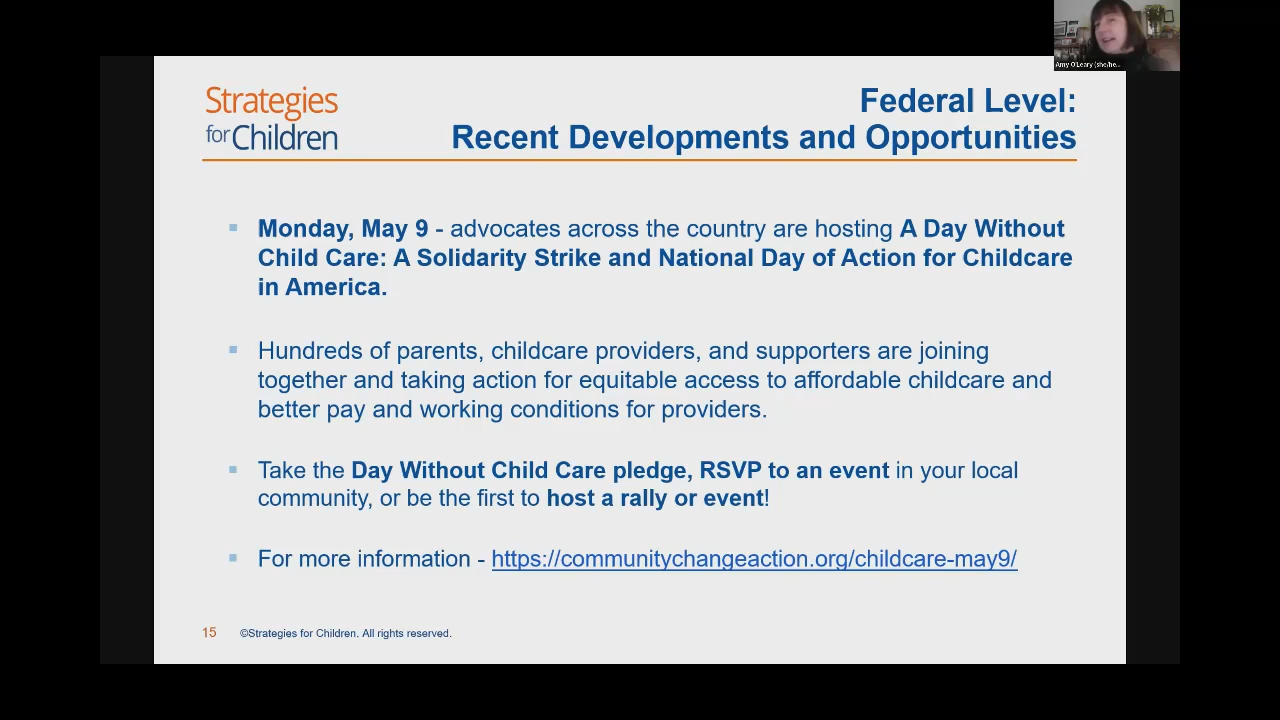 Amy O'Leary (she/he...
Strategies
for Children
Federal Level:
Recent Developments and Opportunities
Monday, May 9 - advocates across the country are hosting A Day Without
Child Care: A Solidarity Strike and National Day of Action for Childcare
in America.
Hundreds of parents, childcare providers, and supporters are joining
together and taking action for equitable access to affordable childcare and
better pay and working conditions for providers.
Take the Day Without Child Care pledge, RSVP to an event in your local
community, or be the first to host a rally or event!
For more information - https://communitychangeaction.org/childcare-may9/
15 ©Strategies for Children. All rights reserved.